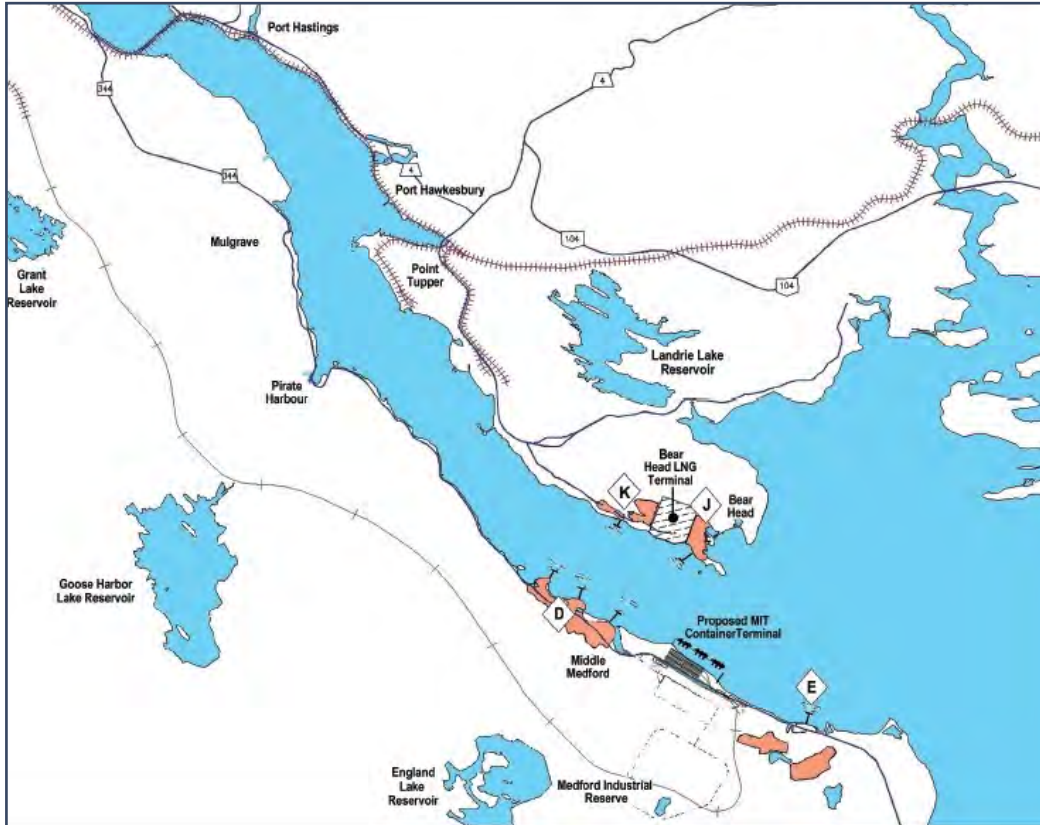 Port Hastings
344
4
344
4
Port Hawkesbury
Mulgrave
104
Grant
Lake
Reservoir
Point
Tupper
104
Landrie Lake
Reservoir
Pirate
Harbour
Bear
Head LNG
Terminal
K
J
Bear
Head
Goose Harbor
Lake Reservoir
D
Proposed MIT
ContainerTerminal
Middle
Medford
E
England
Lake
Reservoir
Medford Industrial
Reserve